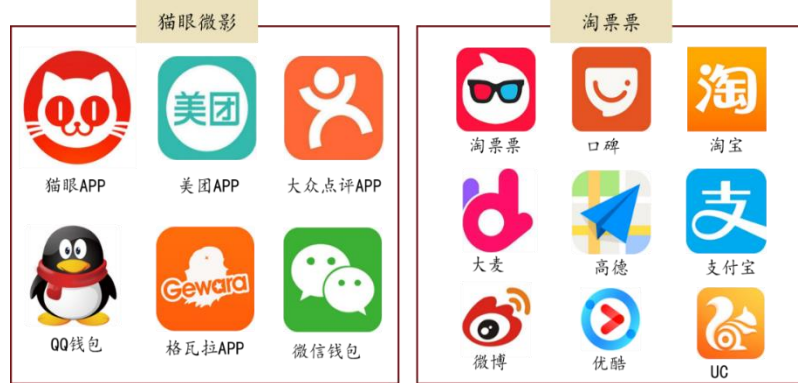 猫眼微影
淘票票
美团
淘
支
Gewara
猫眼APP
美团APP
大众点评APP
QQ钱包
格瓦拉APP
微信钱包
淘票票
口碑
淘宝
大麦
高德
支付宝
微博
优酷
UC